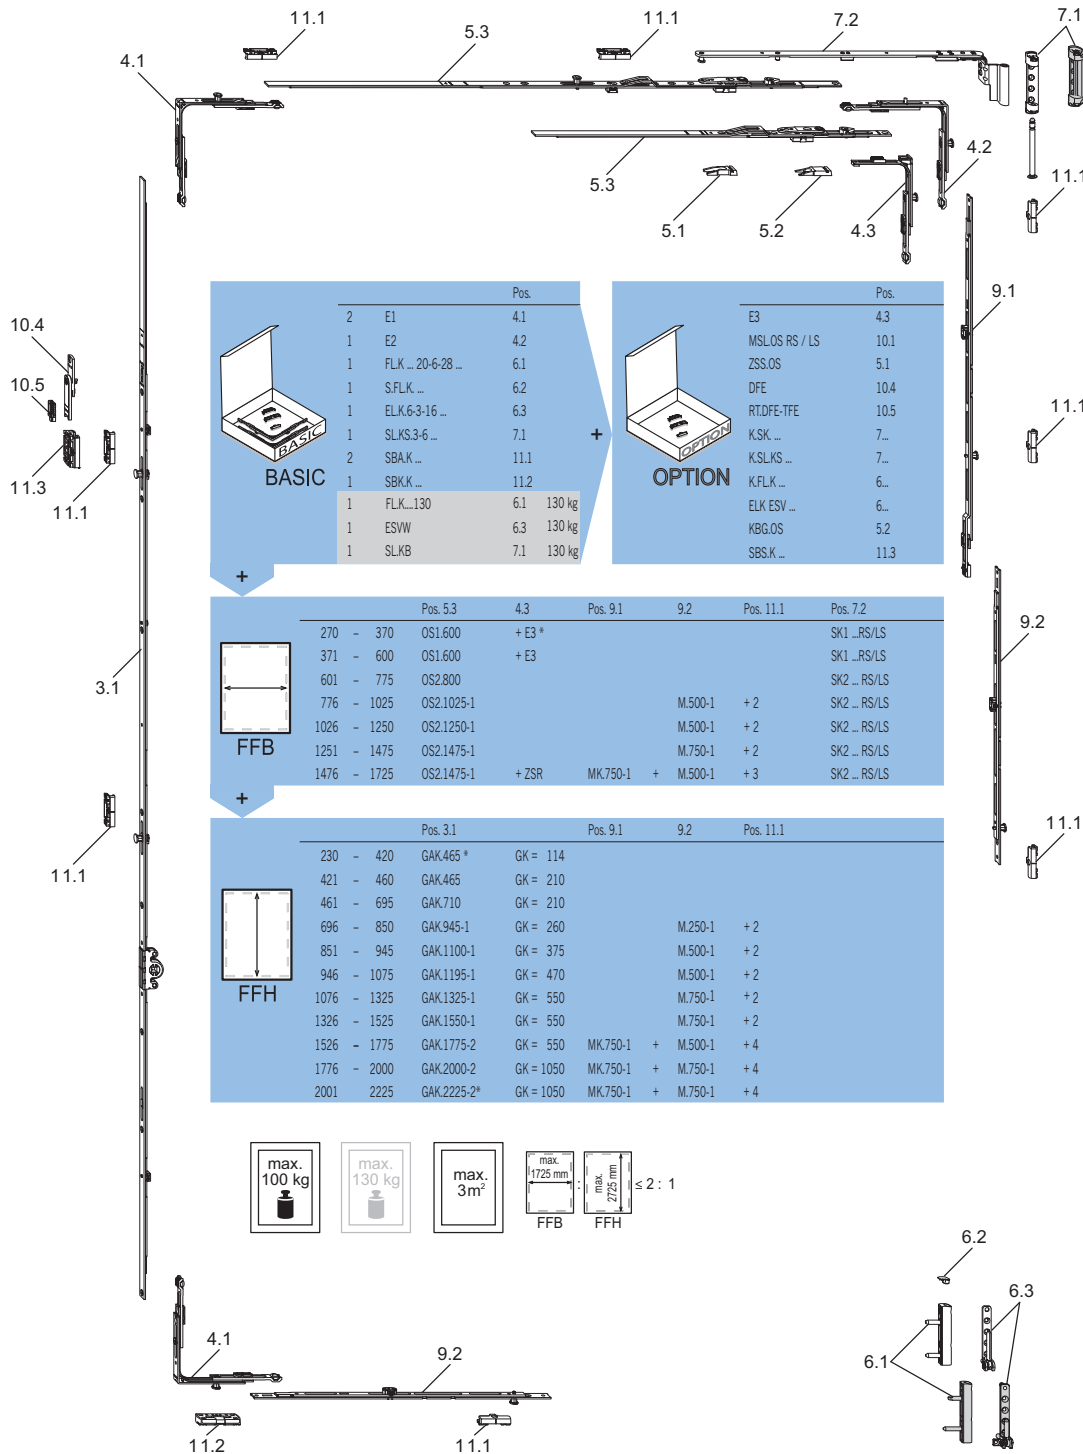 11.1
11.1
7.2
7.1
5.3
4.1
4.2
11.1
5.3
5.1
5.2
4.3
9.1
10.4
10.5
11.3
11.1
11.1
Pos.
2 E1 4.1
1 E2 4.2
1 FL.K ... 20-6-28 ... 6.1
1 S.FL.K. ... 6.2
1 EL.K.6-3-16 ... 6.3
1 SL.KS.3-6 ... 7.1
2 SBA.K ... 11.1
1 SBK.K ... 11.2
1 FL.K....130 6.1 130 kg
1 ESVW 6.3 130 kg
1 SL.KB 7.1 130 kg
BASIC
BASIC
+
Pos.
E3 4.3
MSL.OS RS / LS 10.1
ZSS.OS 5.1
DFE 10.4
RT.DFE-TFE 10.5
K.SK. ... 7...
K.SL.KS ... 7...
K.FL.K ... 6...
ELK ESV ... 6...
KBG.OS 5.2
SBS.K ... 11.3
OPTION
OPTION
+
3.1
9.2
Pos. 5.3 4.3 Pos. 9.1 9.2 Pos. 11.1 Pos. 7.2
270 – 370 OS1.600 + E3 * SK1 ...RS/LS
371 – 600 OS1.600 + E3 SK1 ...RS/LS
601 – 775 OS2.800 SK2 ... RS/LS
776 – 1025 OS2.1025-1 M.500-1 + 2 SK2 ... RS/LS
1026 – 1250 OS2.1250-1 M.500-1 + 2 SK2 ... RS/LS
1251 – 1475 OS2.1475-1 M.750-1 + 2 SK2 ... RS/LS
1476 – 1725 OS2.1475-1 + ZSR MK.750-1 + M.500-1 + 3 SK2 ... RS/LS
FFB
+
11.1
11.1
Pos. 3.1 Pos. 9.1 9.2 Pos. 11.1
230 – 420 GAK.465 * GK = 114
421 – 460 GAK.465 GK = 210
461 – 695 GAK.710 GK = 210
696 – 850 GAK.945-1 GK = 260 M.250-1 + 2
851 – 945 GAK.1100-1 GK = 375 M.500-1 + 2
946 – 1075 GAK.1195-1 GK = 470 M.500-1 + 2
1076 – 1325 GAK.1325-1 GK = 550 M.750-1 + 2
1326 – 1525 GAK.1550-1 GK = 550 M.750-1 + 2
1526 – 1775 GAK.1775-2 GK = 550 MK.750-1 + M.500-1 + 4
1776 – 2000 GAK.2000-2 GK = 1050 MK.750-1 + M.750-1 + 4
2001 2225 GAK.2225-2* GK = 1050 MK.750-1 + M.750-1 + 4
FFH
max.
100 kg
max.
130 kg
max.
3m²
max.
1725 mm
FFB
:
max.
2725 mm
FFH
≤ 2 : 1
6.2
6.3
6.1
4.1
9.2
11.2
11.1